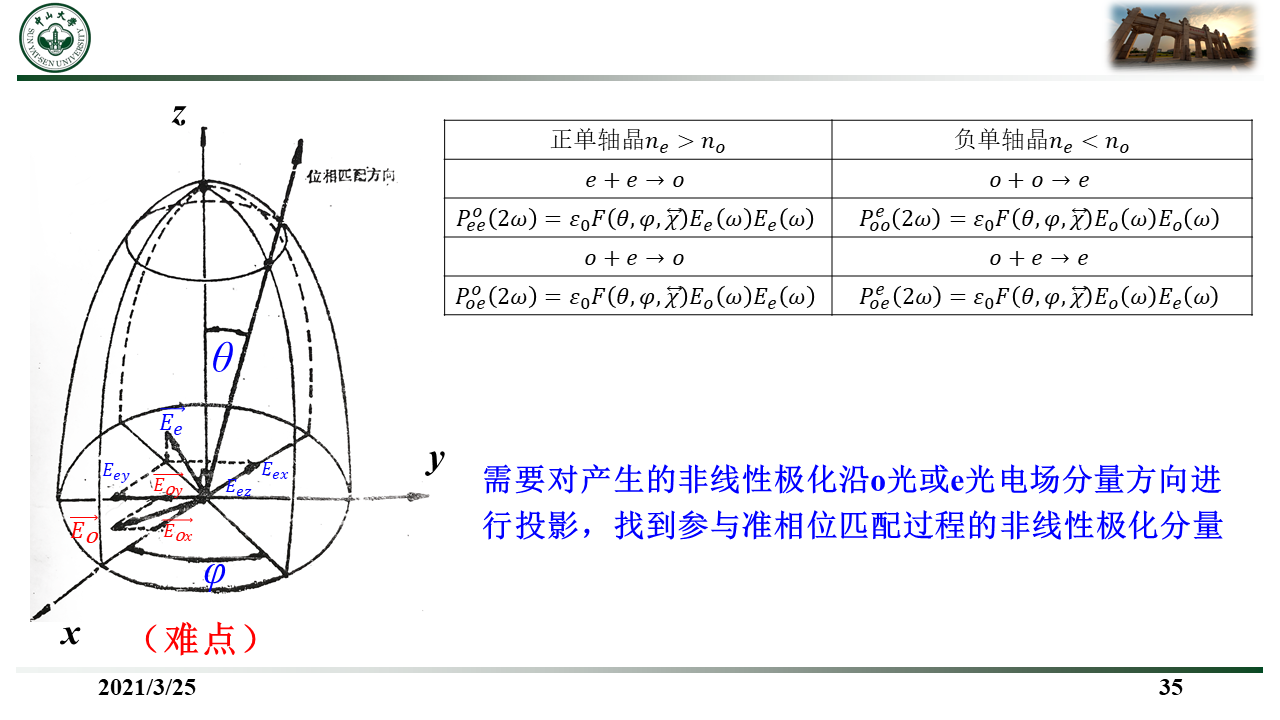 中山大学
SUN YAT-SEN UNIVERSITY
z
位相匹配方向
θ
y
x
φ
$\overrightarrow{E_e}$
$E_{ey}$
$\overrightarrow{E_{Oy}}$
$E_{ez}$
$E_{ex}$
$\overrightarrow{E_O}$
$\overrightarrow{E_{Ox}}$
(难点)
正单轴晶$n_e > n_o$ 负单轴晶$n_e < n_o$
$e + e \to o$ $o + o \to e$
$P_{ee}^{o}(2\omega) = \varepsilon_0 F(\theta, \varphi, \overleftrightarrow{\chi}) E_e(\omega) E_e(\omega)$ $P_{oo}^{e}(2\omega) = \varepsilon_0 F(\theta, \varphi, \overleftrightarrow{\chi}) E_o(\omega) E_o(\omega)$
$o + e \to o$ $o + e \to e$
$P_{oe}^{o}(2\omega) = \varepsilon_0 F(\theta, \varphi, \overleftrightarrow{\chi}) E_o(\omega) E_e(\omega)$ $P_{oe}^{e}(2\omega) = \varepsilon_0 F(\theta, \varphi, \overleftrightarrow{\chi}) E_o(\omega) E_e(\omega)$
需要对产生的非线性极化沿o光或e光电场分量方向进
行投影，找到参与准相位匹配过程的非线性极化分量
2021/3/25
35